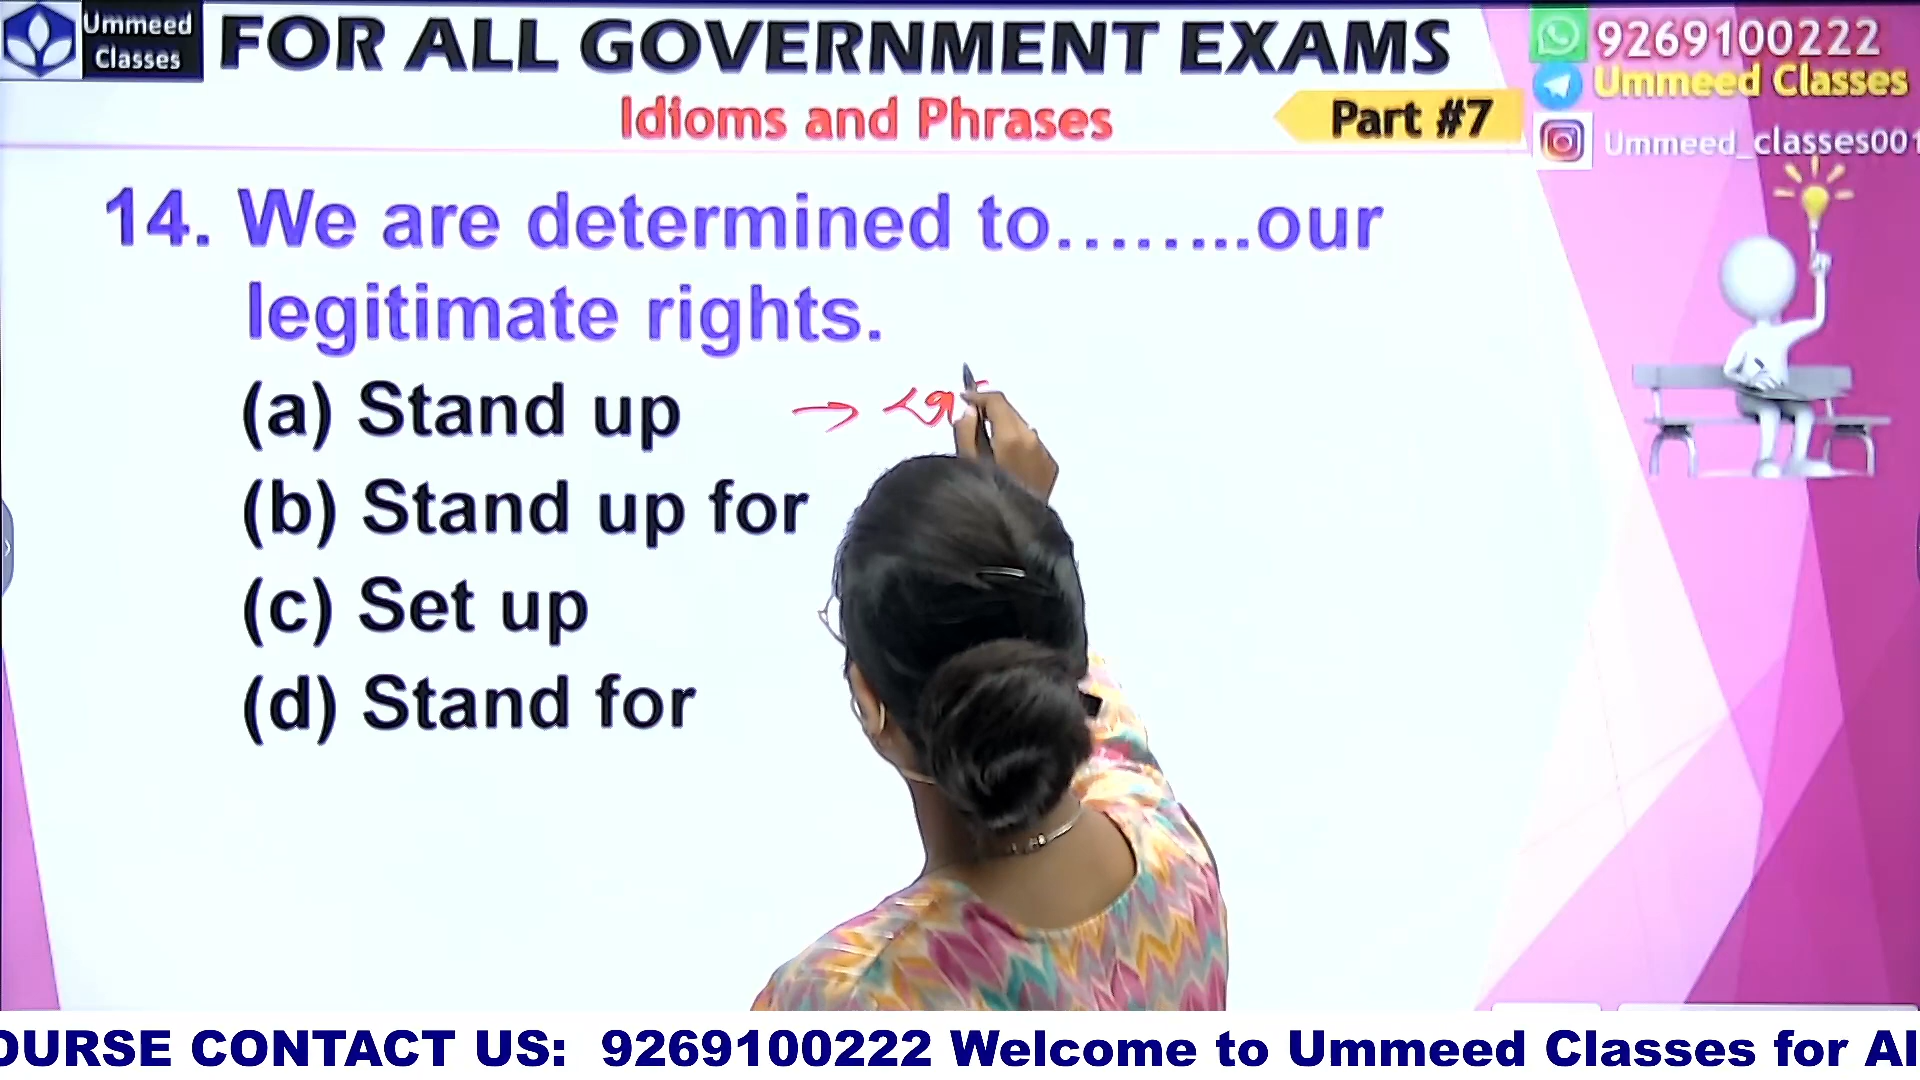 Ummeed
Classes
FOR ALL GOVERNMENT EXAMS
9269100222
Ummeed Classes
Idioms and Phrases
Part #7
Ummeed_classes001
14. We are determined to........our
legitimate rights.
(a) Stand up
(b) Stand up for
(c) Set up
(d) Stand for
OURSE CONTACT US: 9269100222 Welcome to Ummeed Classes for Al